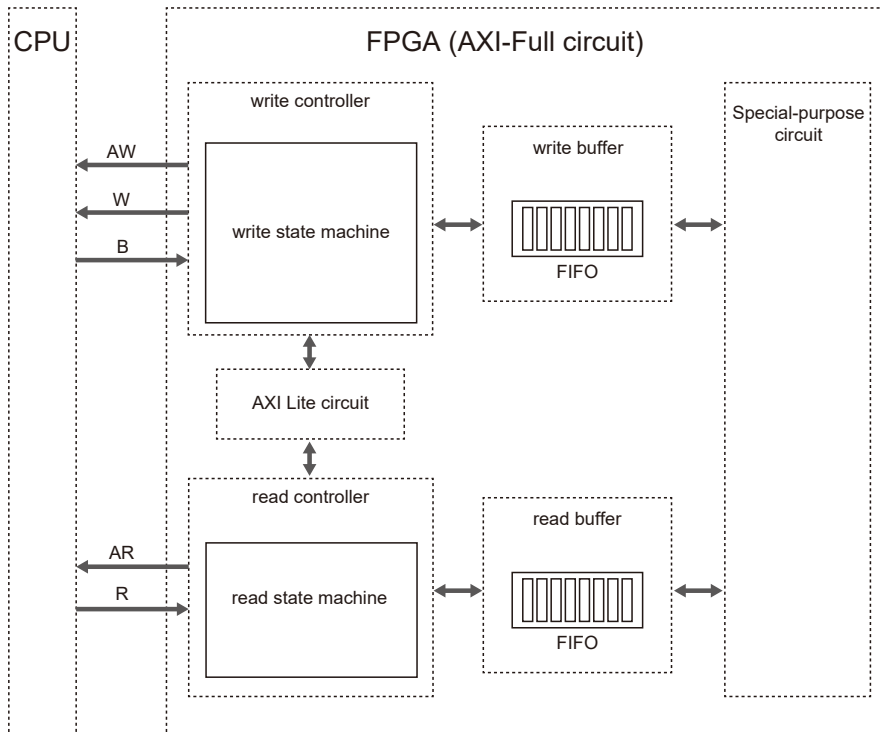 CPU
FPGA (AXI-Full circuit)
write controller
write state machine
AW
W
B
write buffer
FIFO
Special-purpose
circuit
AXI Lite circuit
read controller
read state machine
AR
R
read buffer
FIFO